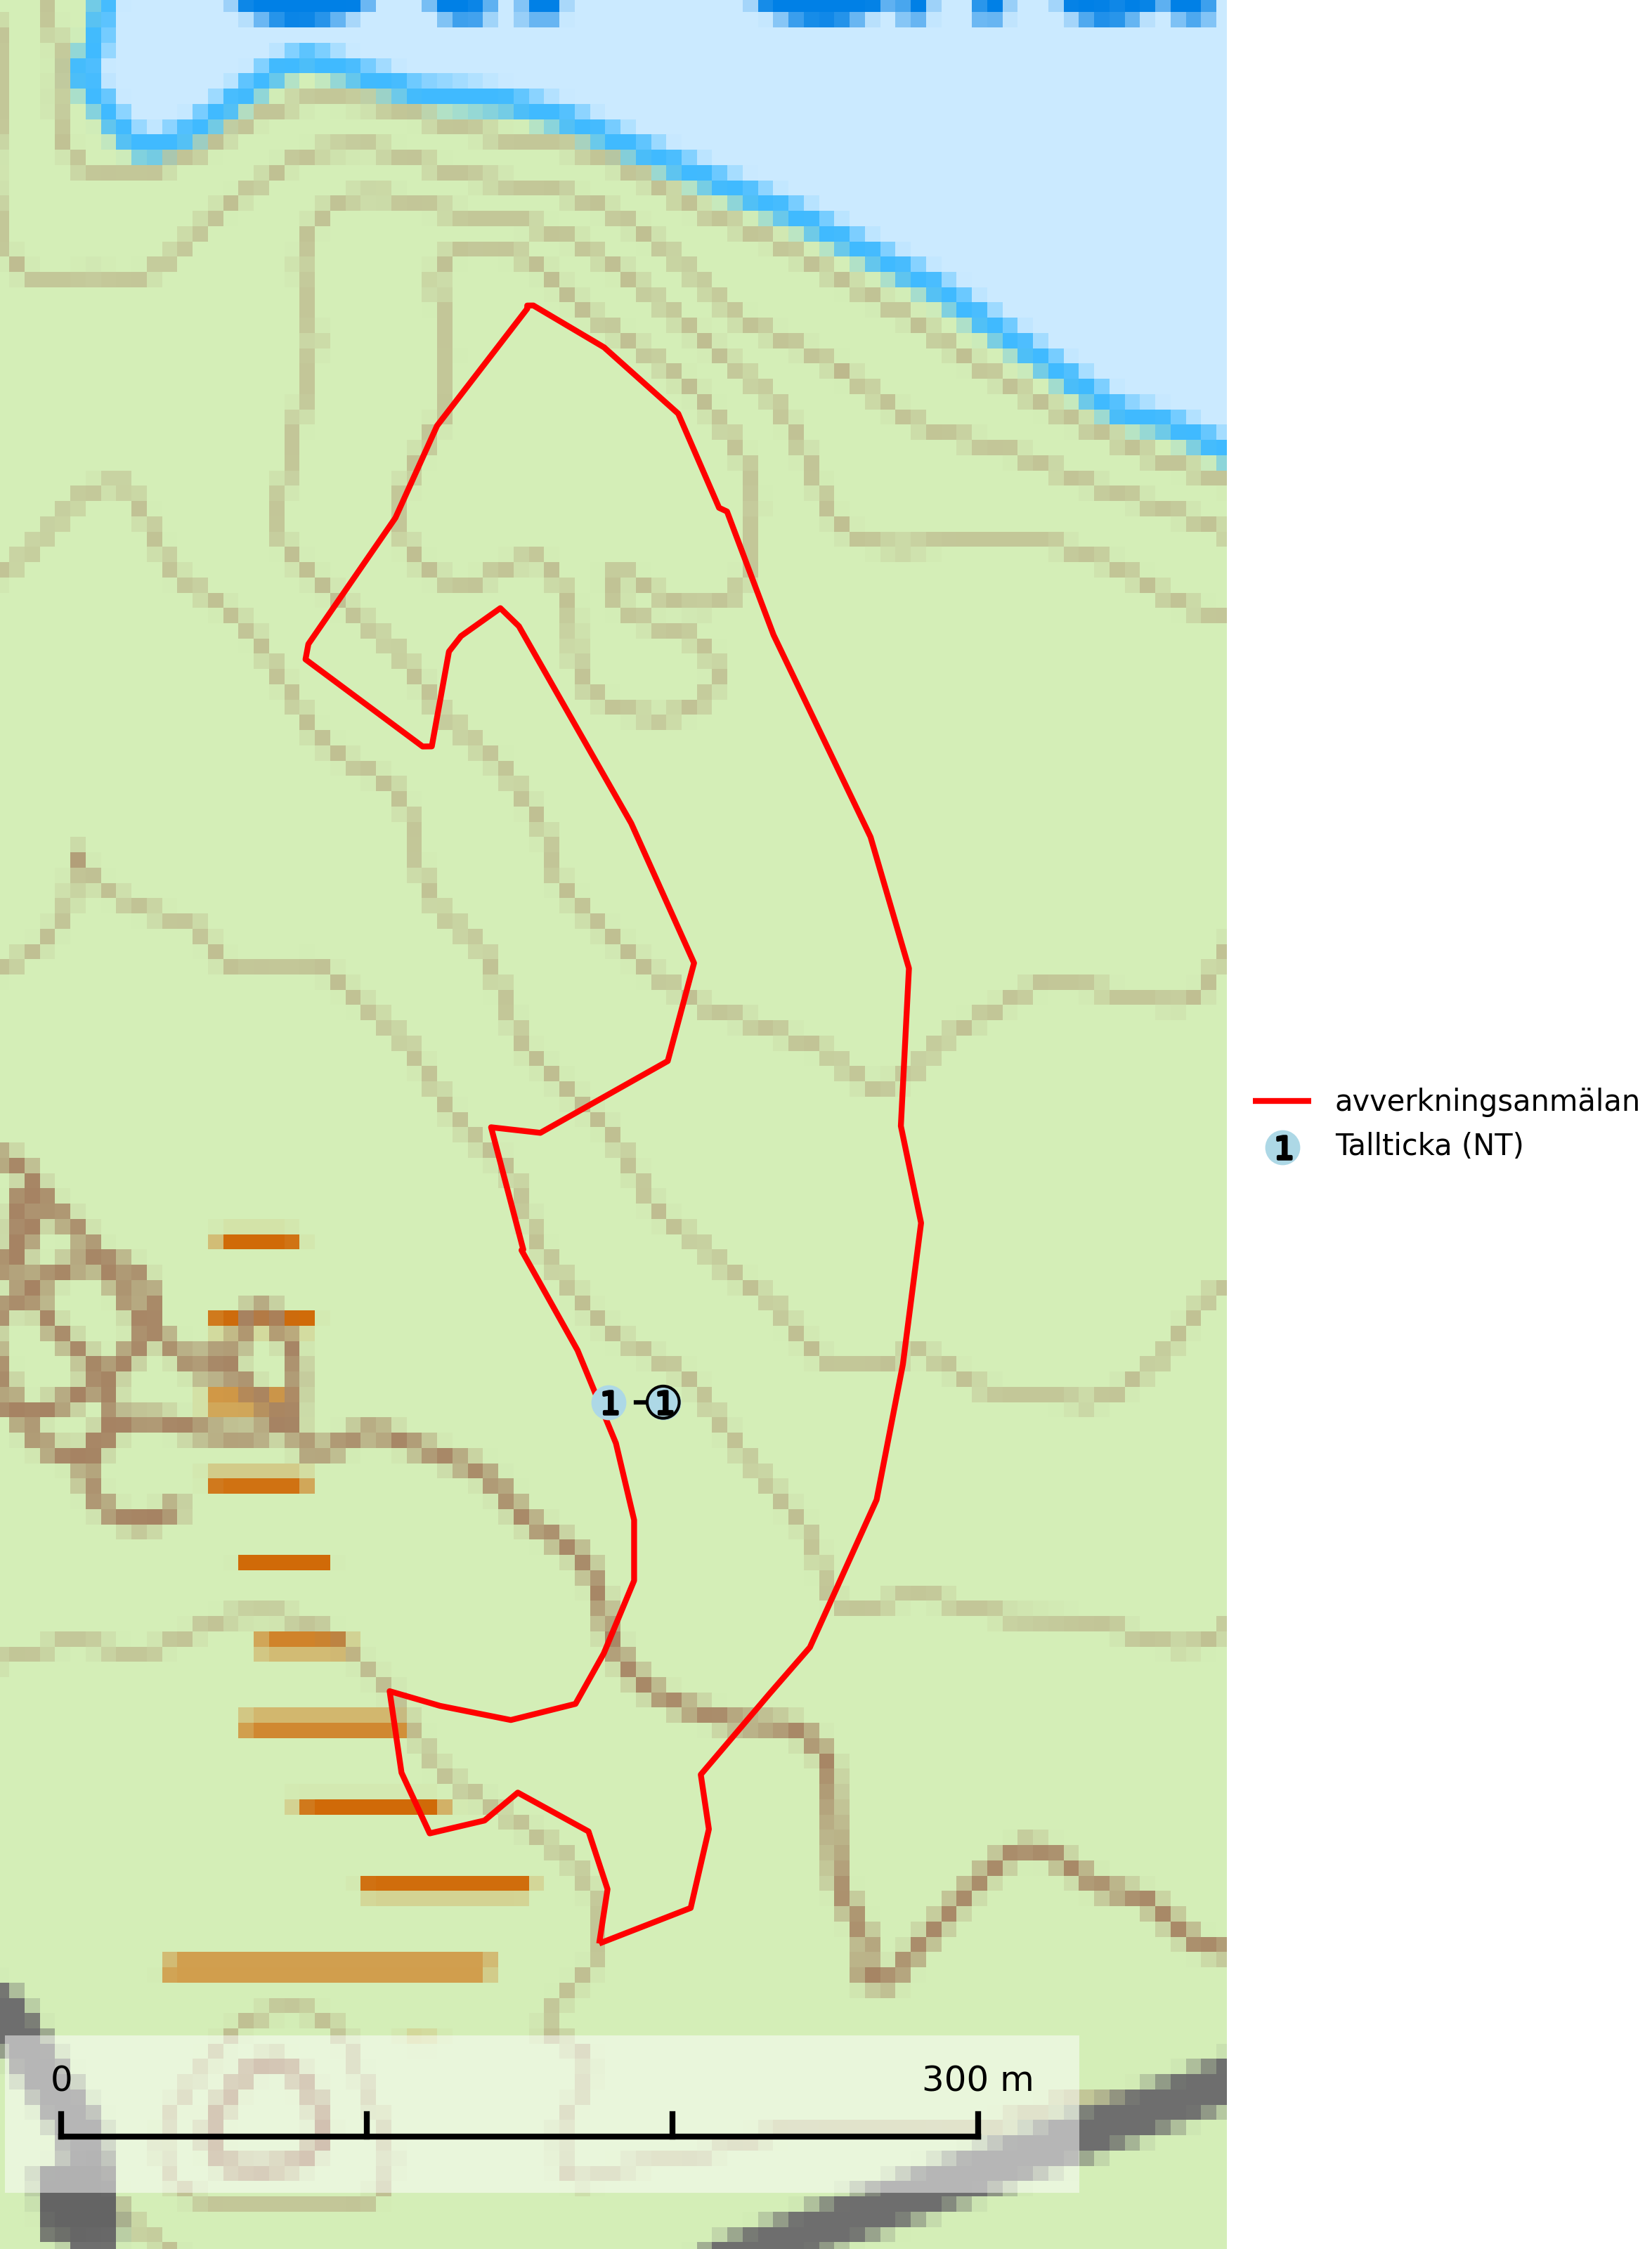 avverkningsanmälan
1 Tallticka (NT)
1 1
0 300 m